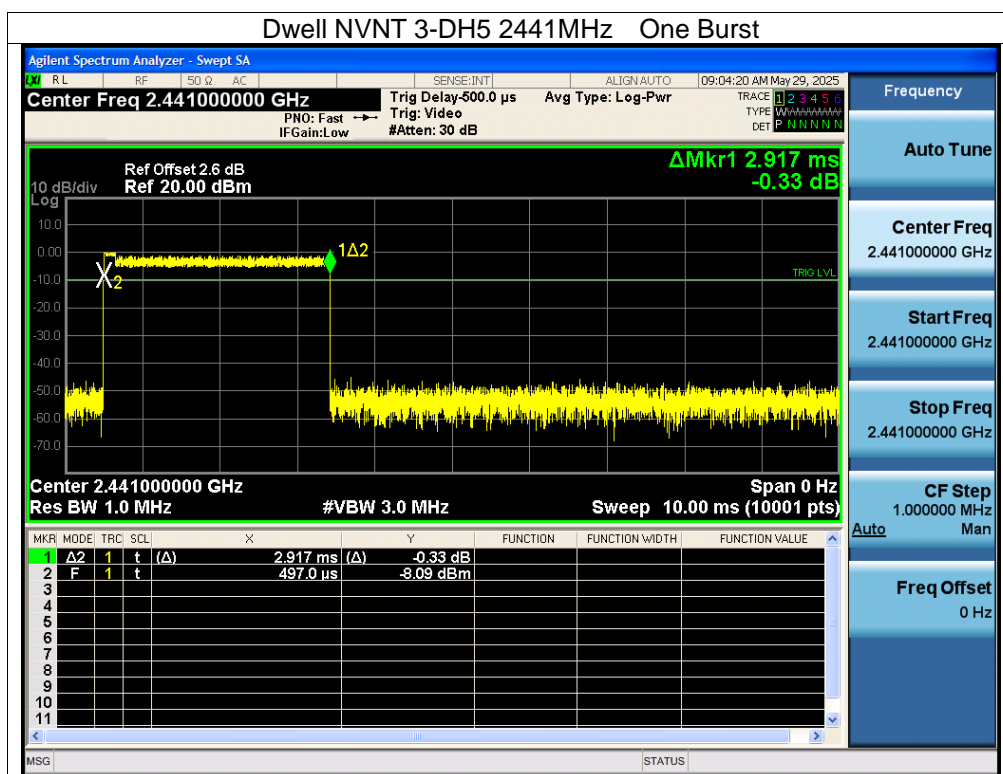 Dwell NVNT 3-DH5 2441MHz One Burst
Agilent Spectrum Analyzer - Swept SA
LXI RL RF 50 Ω AC SENSE:INT ALIGN AUTO 09:04:20 AM May 29, 2025
Center Freq 2.441000000 GHz Trig Delay-500.0 µs Avg Type: Log-Pwr TRACE 1 2 3 4 5 6
PNO: Fast Trig: Video TYPE WWWWWW
IFGain:Low #Atten: 30 dB DET P N N N N N
Ref Offset 2.6 dB ΔMkr1 2.917 ms
10 dB/div Ref 20.00 dBm -0.33 dB
Log
10.0
0.00
1Δ2
TRIG LVL
-10.0
2
-20.0
-30.0
-40.0
-50.0
-60.0
-70.0
Center 2.441000000 GHz Span 0 Hz
Res BW 1.0 MHz #VBW 3.0 MHz Sweep 10.00 ms (10001 pts)
MKR MODE TRC SCL X Y FUNCTION FUNCTION WIDTH FUNCTION VALUE
1 Δ2 1 t (Δ) 2.917 ms (Δ) -0.33 dB
2 F 1 t 497.0 µs -8.09 dBm
3
4
5
6
7
8
9
10
11
MSG STATUS
Frequency
Auto Tune
Center Freq
2.441000000 GHz
Start Freq
2.441000000 GHz
Stop Freq
2.441000000 GHz
CF Step
1.000000 MHz
Auto Man
Freq Offset
0 Hz